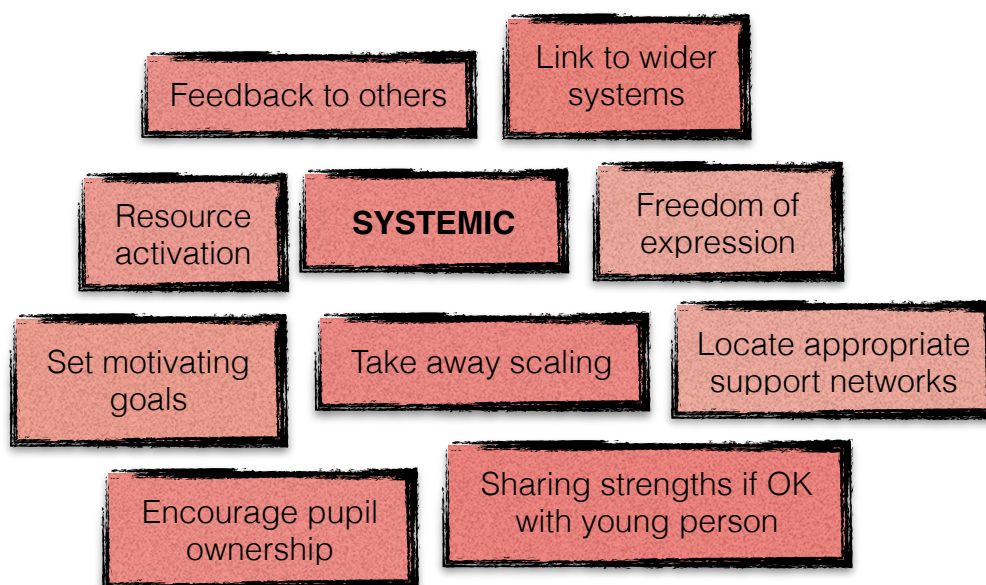 Feedback to others
Link to wider
systems
Resource
activation
SYSTEMIC
Freedom of
expression
Set motivating
goals
Take away scaling
Locate appropriate
support networks
Encourage pupil
ownership
Sharing strengths if OK
with young person